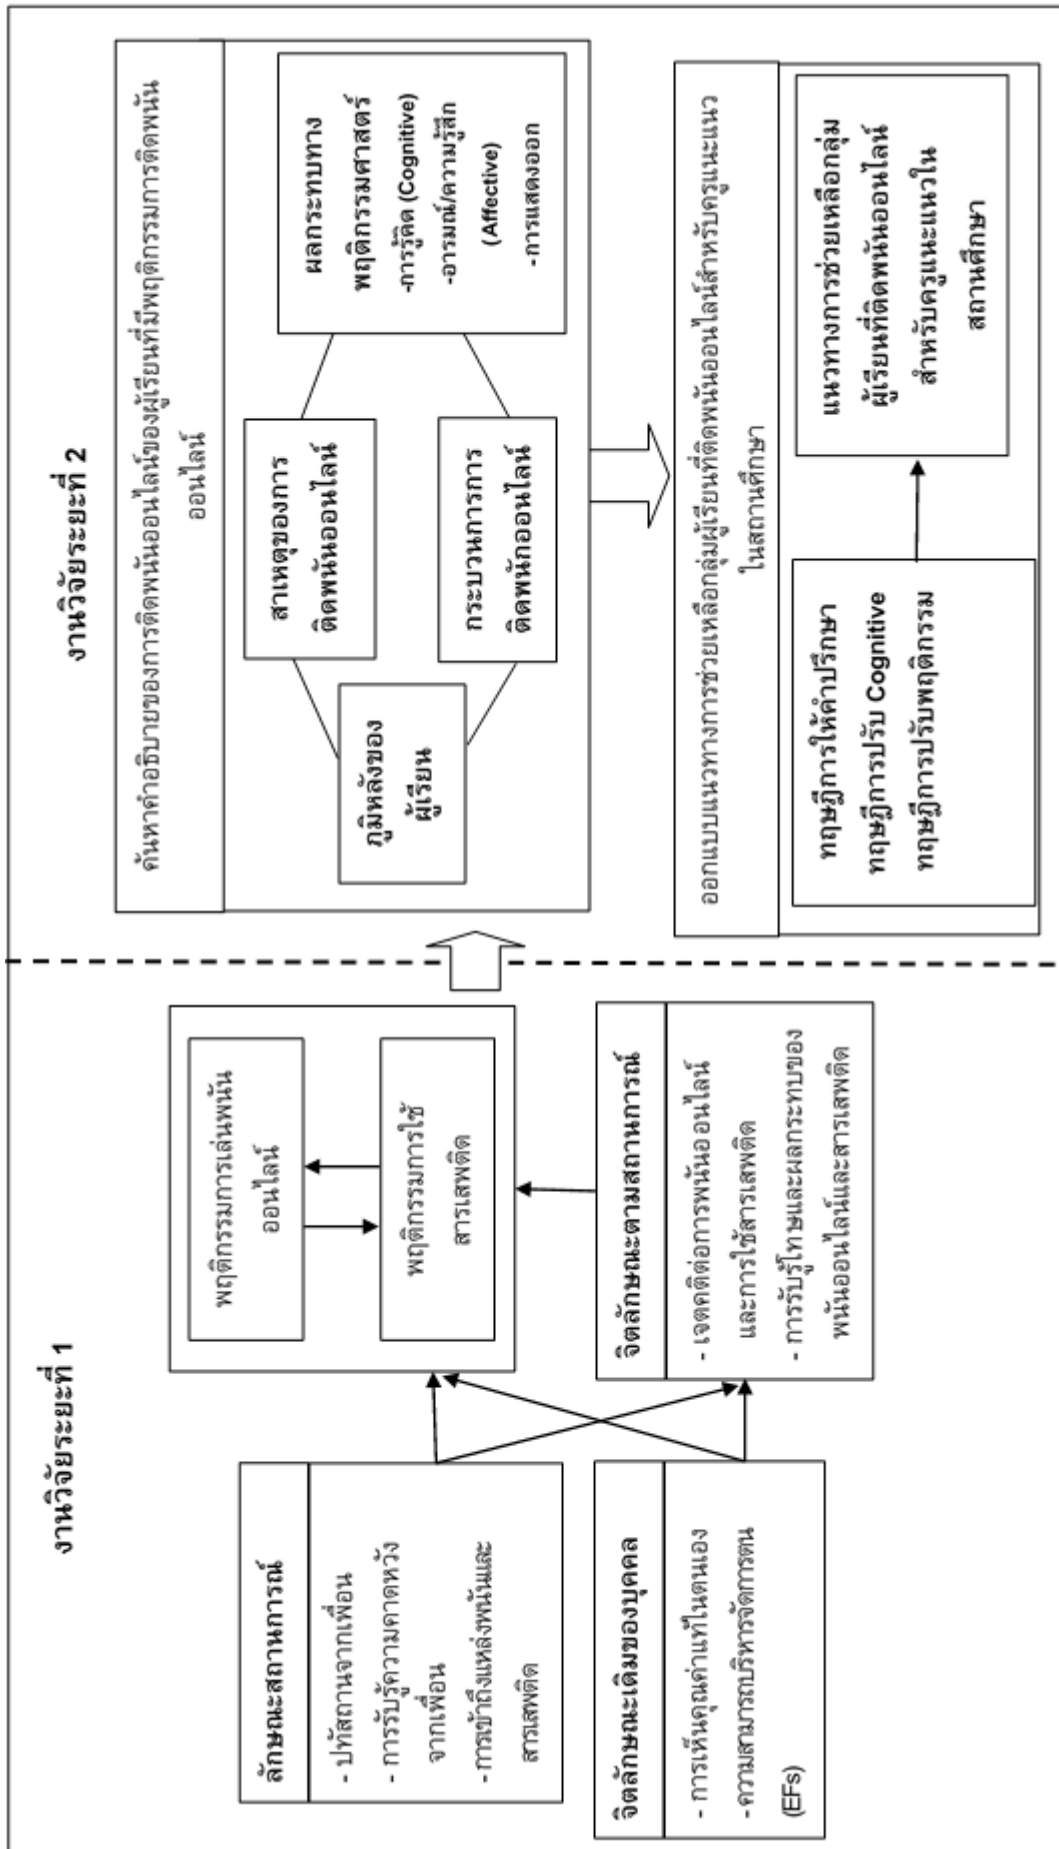 งานวิจัยระยะที่ 1
ลักษณะสถานการณ์
- ปทัสถานจากเพื่อน
- การรับรู้ความคาดหวัง
จากเพื่อน
-การเข้าถึงแหล่งพนันและ
สารเสพติด
จิตลักษณะเดิมของบุคคล
- การเห็นคุณค่าแท้ในตนเอง
-ความสามารถบริหารจัดการตน
(EFs)
พฤติกรรมการเล่นพนัน
ออนไลน์
พฤติกรรมการใช้
สารเสพติด
จิตลักษณะตามสถานการณ์
- เจตคติต่อการพนันออนไลน์
และการใช้สารเสพติด
- การรับรู้โทษและผลกระทบของ
พนันออนไลน์และสารเสพติด
งานวิจัยระยะที่ 2
ค้นหาคำอธิบายของการติดพนันออนไลน์ของผู้เรียนที่มีพฤติกรรมการติดพนัน
ออนไลน์
ภูมิหลังของ
ผู้เรียน
สาเหตุของการ
ติดพนันออนไลน์
กระบวนการการ
ติดพนักออนไลน์
ผลกระทบทาง
พฤติกรรมศาสตร์
-การรู้คิด (Cognitive)
-อารมณ์/ความรู้สึก
(Affective)
-การแสดงออก
ออกแบบแนวทางการช่วยเหลือกลุ่มผู้เรียนที่ติดพนันออนไลน์สำหรับครูแนะแนว
ในสถานศึกษา
ทฤษฎีการให้คำปรึกษา
ทฤษฎีการปรับ Cognitive
ทฤษฎีการปรับพฤติกรรม
แนวทางการช่วยเหลือกลุ่ม
ผู้เรียนที่ติดพนันออนไลน์
สำหรับครูแนะแนวใน
สถานศึกษา